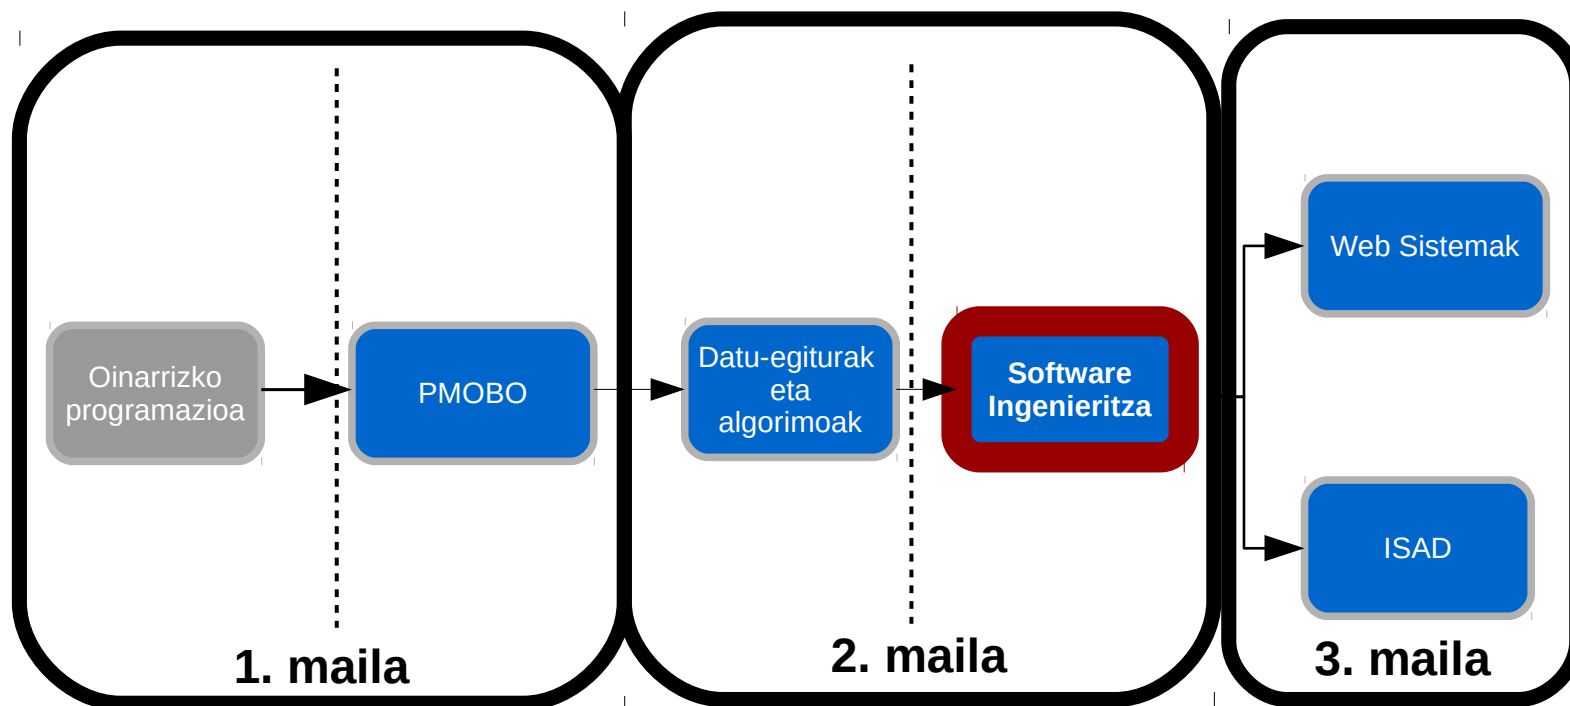 Oinarrizko
programazioa
PMOBO
1. maila
Datu-egiturak
eta
algorimoak
Software
Ingenieritza
2. maila
Web Sistemak
ISAD
3. maila